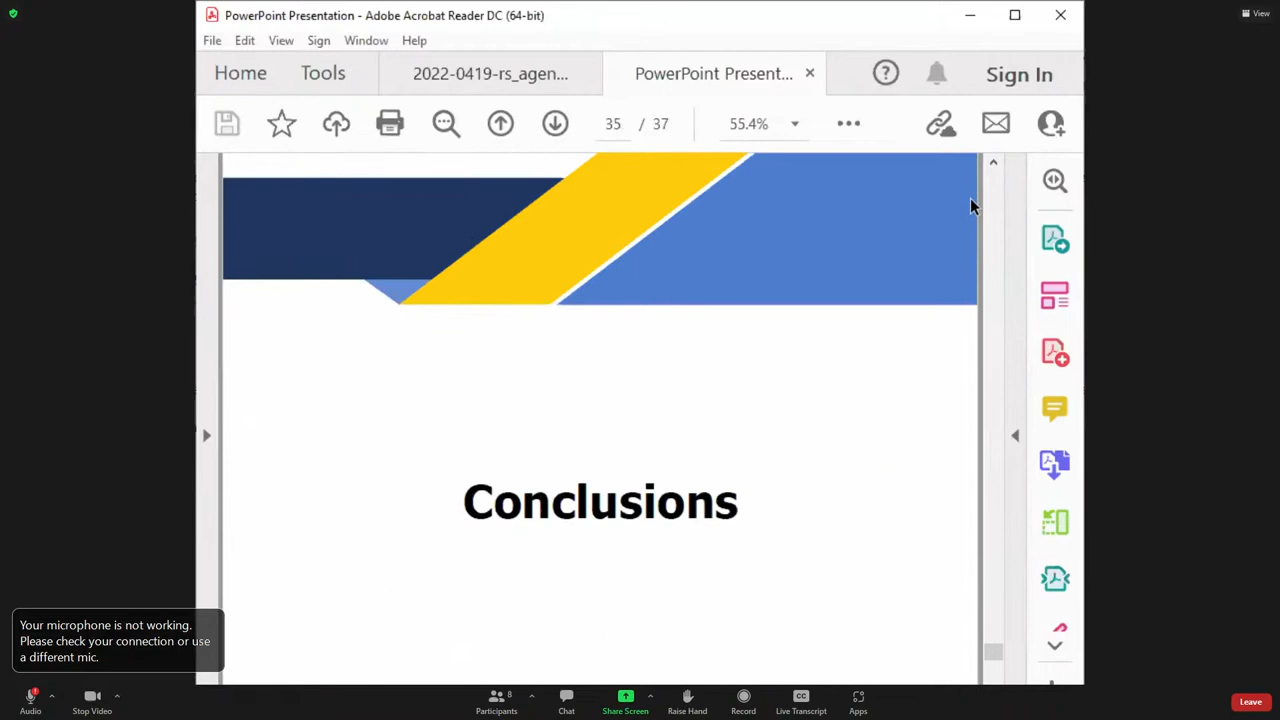 View
PowerPoint Presentation - Adobe Acrobat Reader DC (64-bit)
File Edit View Sign Window Help
Home Tools 2022-0419-rs_agen... PowerPoint Present... Sign In
35 / 37 55.4%
Conclusions
Your microphone is not working.
Please check your connection or use
a different mic.
8
Audio Stop Video Participants Chat Share Screen Raise Hand Record Live Transcript Apps Leave